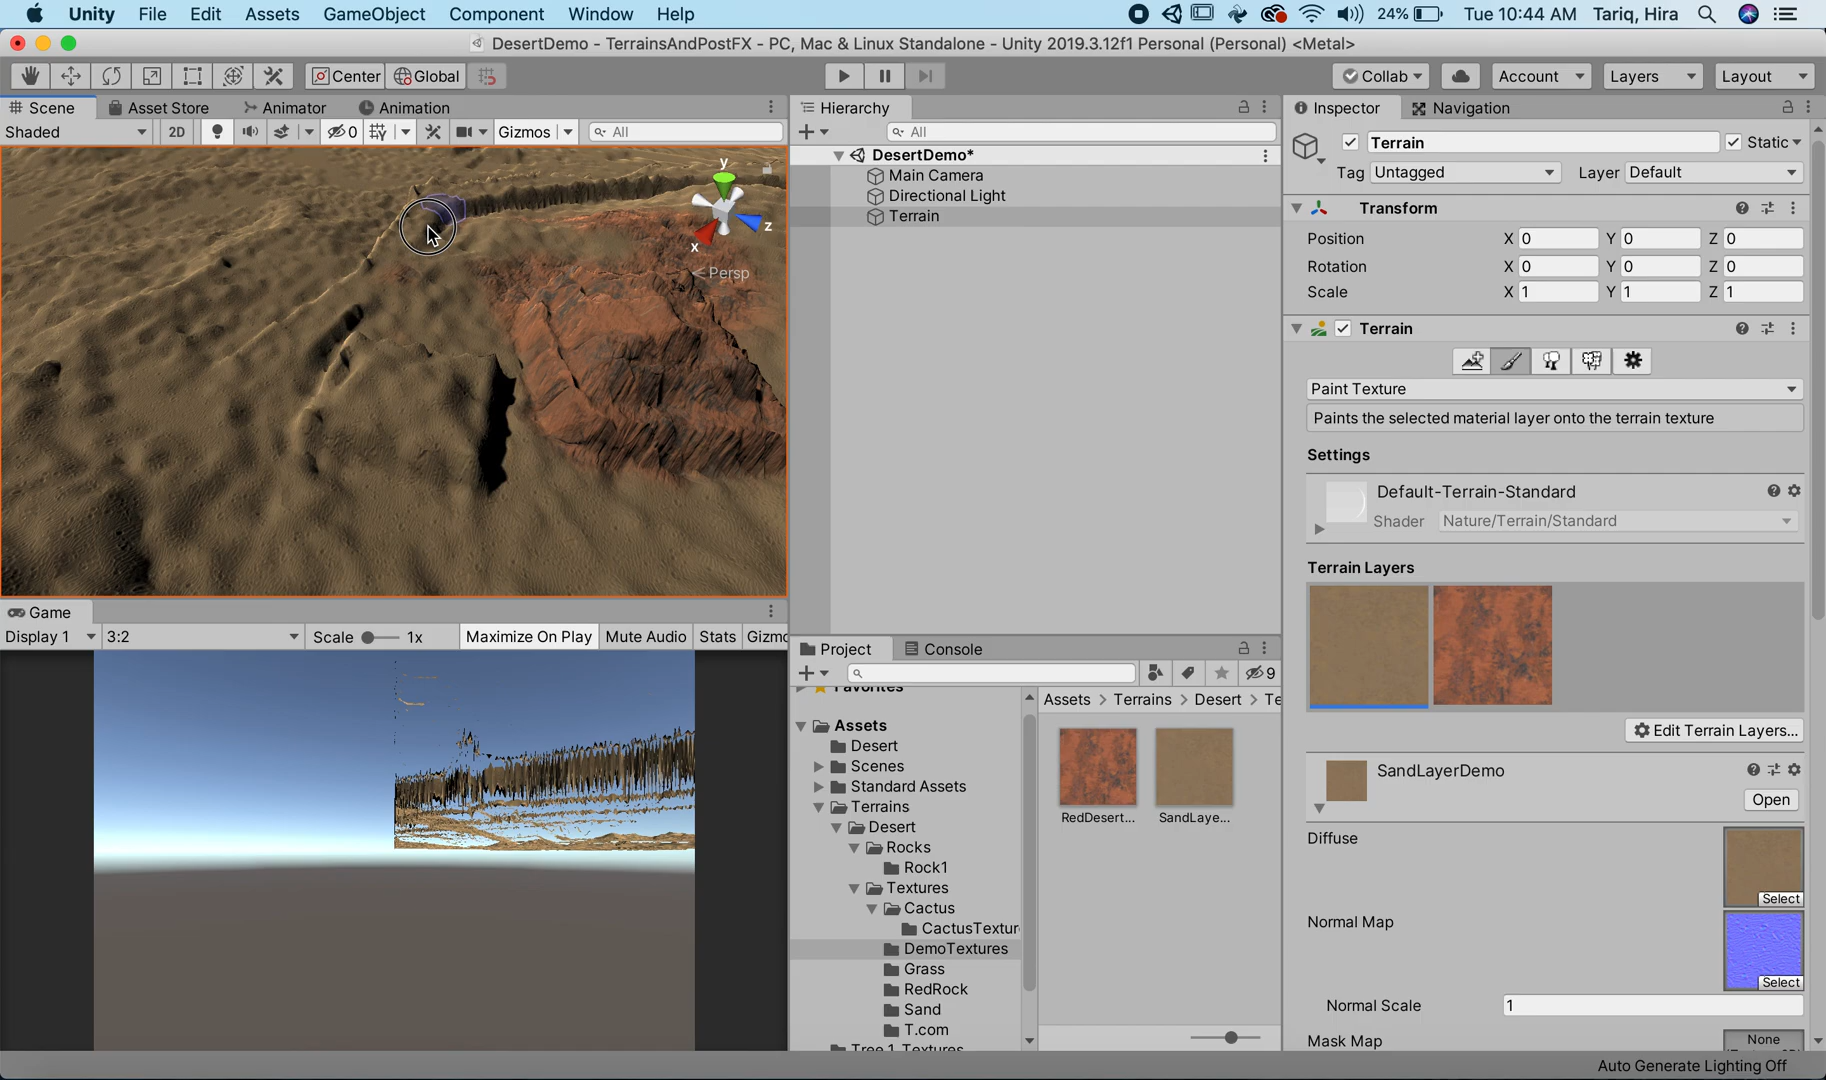 Unity File Edit Assets GameObject Component Window Help 24% Tue 10:44 AM Tariq, Hira
DesertDemo - TerrainsAndPostFX - PC, Mac & Linux Standalone - Unity 2019.3.12f1 Personal (Personal) <Metal>
Center Global Collab Account Layers Layout
Scene Asset Store Animator Animation
Shaded 2D 0 Gizmos All
y
z
x
Persp
Game
Display 1 3:2 Scale 1x Maximize On Play Mute Audio Stats Gizmo
Hierarchy
All
DesertDemo*
Main Camera
Directional Light
Terrain
Project Console
9
Favorites
Assets
Desert
Scenes
Standard Assets
Terrains
Desert
Rocks
Rock1
Textures
Cactus
CactusTextur
DemoTextures
Grass
RedRock
Sand
T.com
Tree 1 Textures
Assets > Terrains > Desert > Te
RedDesert... SandLaye...
Inspector Navigation
Terrain Static
Tag Untagged Layer Default
Transform
Position X 0 Y 0 Z 0
Rotation X 0 Y 0 Z 0
Scale X 1 Y 1 Z 1
Terrain
Paint Texture
Paints the selected material layer onto the terrain texture
Settings
Default-Terrain-Standard
Shader Nature/Terrain/Standard
Terrain Layers
Edit Terrain Layers...
SandLayerDemo
Open
Diffuse
Select
Normal Map
Select
Normal Scale 1
Mask Map None
Auto Generate Lighting Off